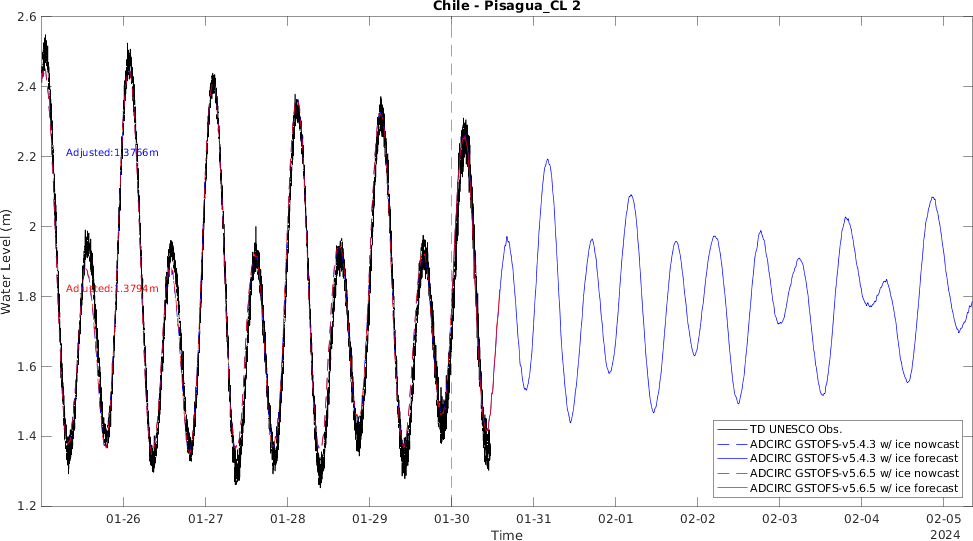 Chile - Pisagua_CL 2
2.6
2.4
2.2
2
1.8
1.6
1.4
1.2
Water Level (m)
Adjusted:1.3766m
Adjusted:1.3794m
TD UNESCO Obs.
ADCIRC GSTOFS-v5.4.3 w/ ice nowcast
ADCIRC GSTOFS-v5.4.3 w/ ice forecast
ADCIRC GSTOFS-v5.6.5 w/ ice nowcast
ADCIRC GSTOFS-v5.6.5 w/ ice forecast
01-26 01-27 01-28 01-29 01-30 01-31 02-01 02-02 02-03 02-04 02-05
Time
2024